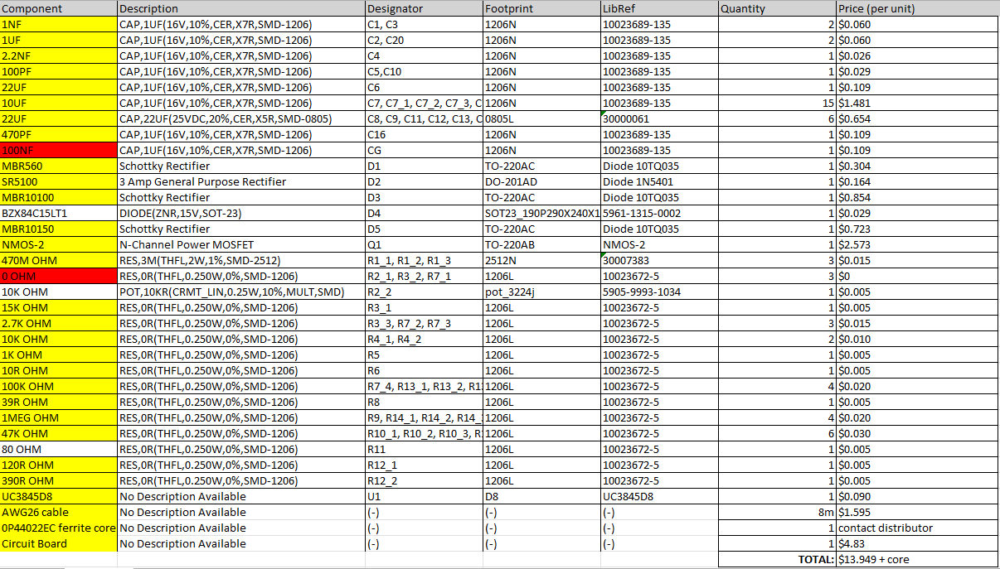 Component Description Designator Footprint LibRef Quantity Price (per unit)
1NF CAP,1UF(16V,10%,CER,X7R,SMD-1206) C1, C3 1206N 10023689-135 2 $0.060
1UF CAP,1UF(16V,10%,CER,X7R,SMD-1206) C2, C20 1206N 10023689-135 2 $0.060
2.2NF CAP,1UF(16V,10%,CER,X7R,SMD-1206) C4 1206N 10023689-135 1 $0.026
100PF CAP,1UF(16V,10%,CER,X7R,SMD-1206) C5,C10 1206N 10023689-135 1 $0.029
22UF CAP,1UF(16V,10%,CER,X7R,SMD-1206) C6 1206N 10023689-135 1 $0.109
10UF CAP,1UF(16V,10%,CER,X7R,SMD-1206) C7, C7_1, C7_2, C7_3, C 1206N 10023689-135 15 $1.481
22UF CAP,22UF(25VDC,20%,CER,X5R,SMD-0805) C8, C9, C11, C12, C13, C 0805L 30000061 6 $0.654
470PF CAP,1UF(16V,10%,CER,X7R,SMD-1206) C16 1206N 10023689-135 1 $0.109
100NF CAP,1UF(16V,10%,CER,X7R,SMD-1206) CG 1206N 10023689-135 1 $0.109
MBR560 Schottky Rectifier D1 TO-220AC Diode 10TQ035 1 $0.304
SR5100 3 Amp General Purpose Rectifier D2 DO-201AD Diode 1N5401 1 $0.164
MBR10100 Schottky Rectifier D3 TO-220AC Diode 10TQ035 1 $0.854
BZX84C15LT1 DIODE(ZNR,15V,SOT-23) D4 SOT23_190P290X240X1 5961-1315-0002 1 $0.029
MBR10150 Schottky Rectifier D5 TO-220AC Diode 10TQ035 1 $0.723
NMOS-2 N-Channel Power MOSFET Q1 TO-220AB NMOS-2 1 $2.573
470M OHM RES,3M(THFL,2W,1%,SMD-2512) R1_1, R1_2, R1_3 2512N 30007383 3 $0.015
0 OHM RES,0R(THFL,0.250W,0%,SMD-1206) R2_1, R3_2, R7_1 1206L 10023672-5 3 $0
10K OHM POT,10KR(CRMT_LIN,0.25W,10%,MULT,SMD) R2_2 pot_3224j 5905-9993-1034 1 $0.005
15K OHM RES,0R(THFL,0.250W,0%,SMD-1206) R3_1 1206L 10023672-5 1 $0.005
2.7K OHM RES,0R(THFL,0.250W,0%,SMD-1206) R3_3, R7_2, R7_3 1206L 10023672-5 3 $0.015
10K OHM RES,0R(THFL,0.250W,0%,SMD-1206) R4_1, R4_2 1206L 10023672-5 2 $0.010
1K OHM RES,0R(THFL,0.250W,0%,SMD-1206) R5 1206L 10023672-5 1 $0.005
10R OHM RES,0R(THFL,0.250W,0%,SMD-1206) R6 1206L 10023672-5 1 $0.005
100K OHM RES,0R(THFL,0.250W,0%,SMD-1206) R7_4, R13_1, R13_2, R1 1206L 10023672-5 4 $0.020
39R OHM RES,0R(THFL,0.250W,0%,SMD-1206) R8 1206L 10023672-5 1 $0.005
1MEG OHM RES,0R(THFL,0.250W,0%,SMD-1206) R9, R14_1, R14_2, R14_ 1206L 10023672-5 4 $0.020
47K OHM RES,0R(THFL,0.250W,0%,SMD-1206) R10_1, R10_2, R10_3, R 1206L 10023672-5 6 $0.030
80 OHM RES,0R(THFL,0.250W,0%,SMD-1206) R11 1206L 10023672-5 1 $0.005
120R OHM RES,0R(THFL,0.250W,0%,SMD-1206) R12_1 1206L 10023672-5 1 $0.005
390R OHM RES,0R(THFL,0.250W,0%,SMD-1206) R12_2 1206L 10023672-5 1 $0.005
UC3845D8 No Description Available U1 D8 UC3845D8 1 $0.090
AWG26 cable No Description Available (-) (-) (-) 8m $1.595
0P44022EC ferrite core No Description Available (-) (-) (-) 1 contact distributor
Circuit Board No Description Available (-) (-) (-) 1 $4.83
TOTAL: $13.949 + core